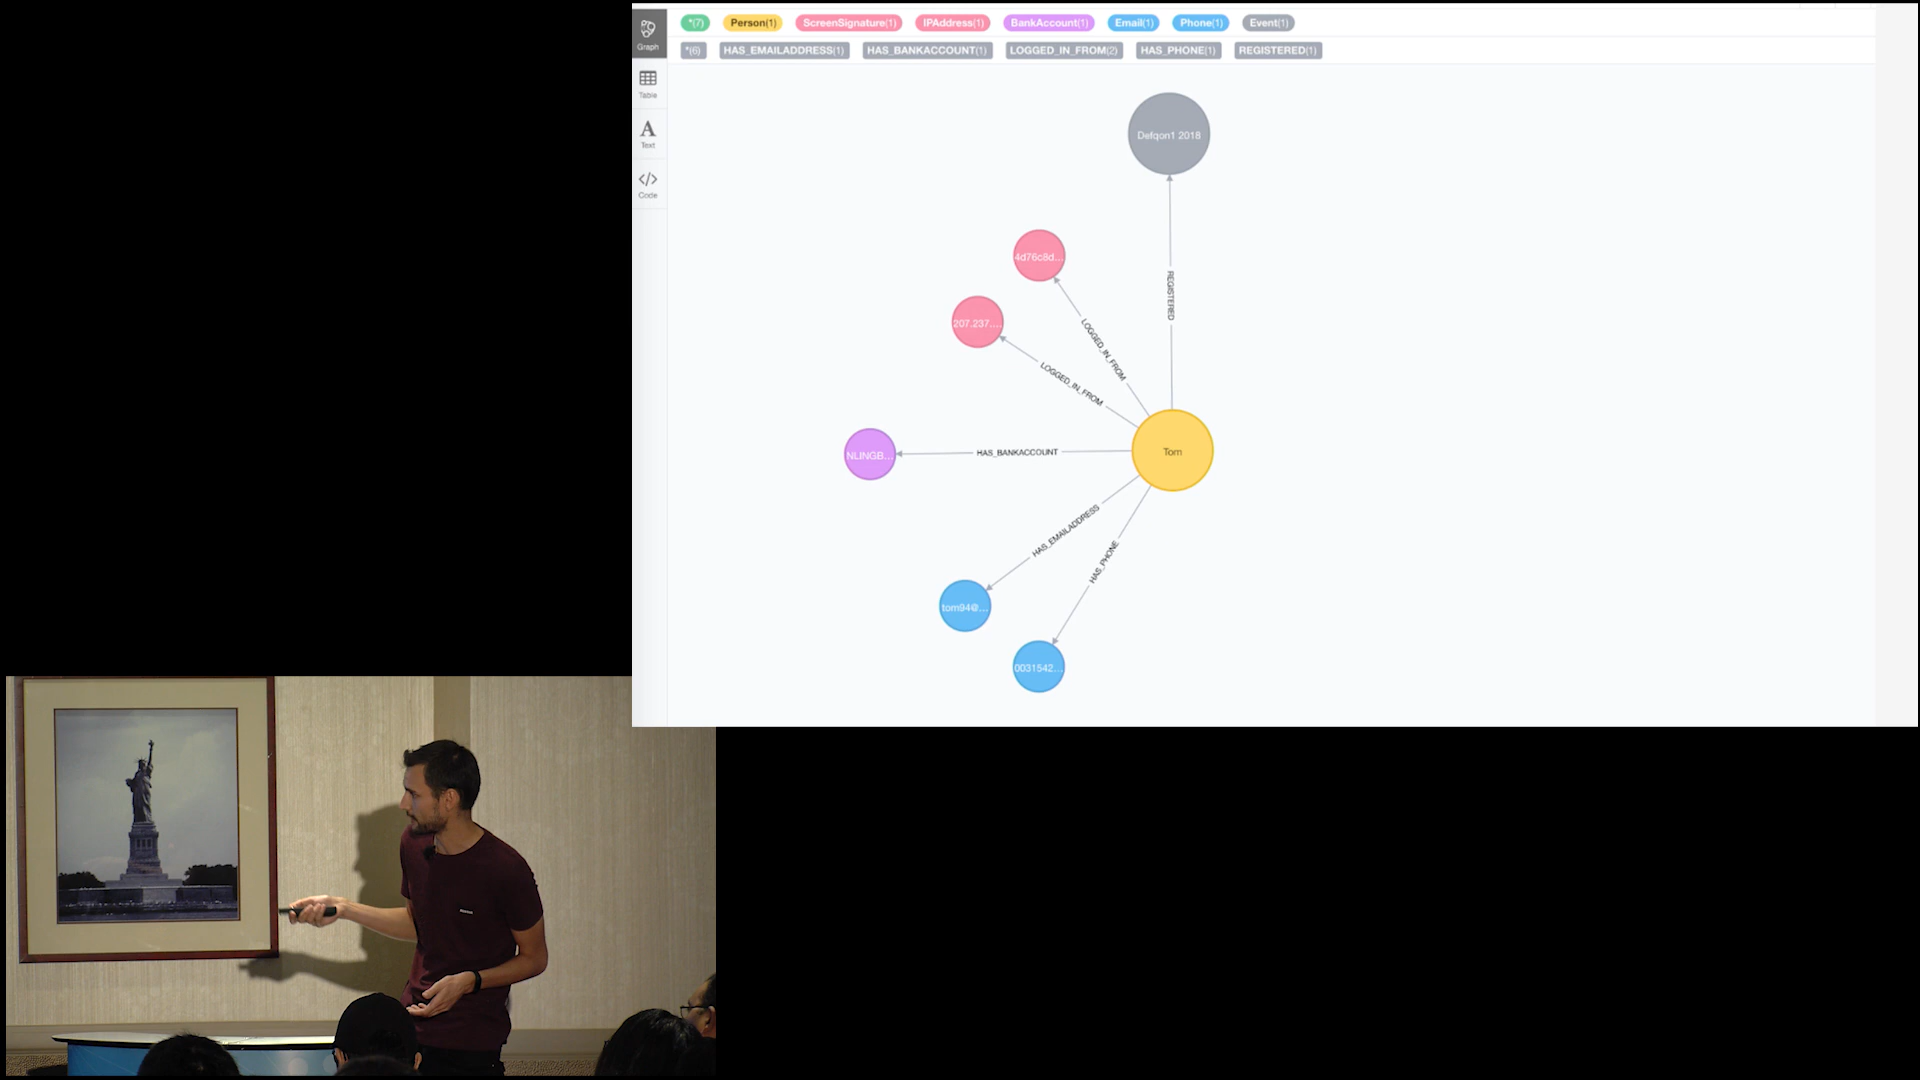 *(7) Person(1) ScreenSignature(1) IPAddress(1) BankAccount(1) Email(1) Phone(1) Event(1)
*(6) HAS_EMAILADDRESS(1) HAS_BANKACCOUNT(1) LOGGED_IN_FROM(2) HAS_PHONE(1) REGISTERED(1)
Graph
Table
Text
Code
Defqon1 2018
REGISTERED
4d76c8d...
LOGGED_IN_FROM
207.237....
LOGGED_IN_FROM
NLINGB...
HAS_BANKACCOUNT
Tom
HAS_EMAILADDRESS
tom94@...
HAS_PHONE
0031542...